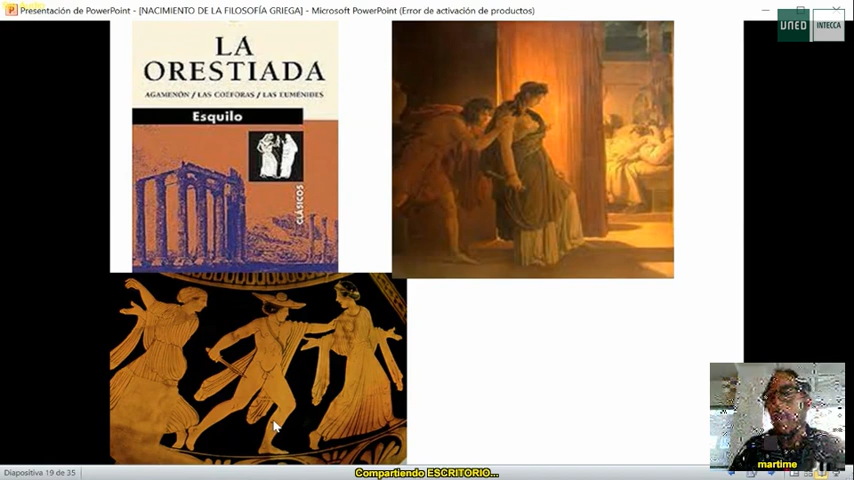 Presentación de PowerPoint - [NACIMIENTO DE LA FILOSOFÍA GRIEGA] - Microsoft PowerPoint (Error de activación de productos)
UNED INTECCA
LA
ORESTIADA
AGAMENÓN / LAS COÉFORAS / LAS EUMÉNIDES
Esquilo
CLÁSICOS
martime
Diapositiva 19 de 35
Compartiendo ESCRITORIO...